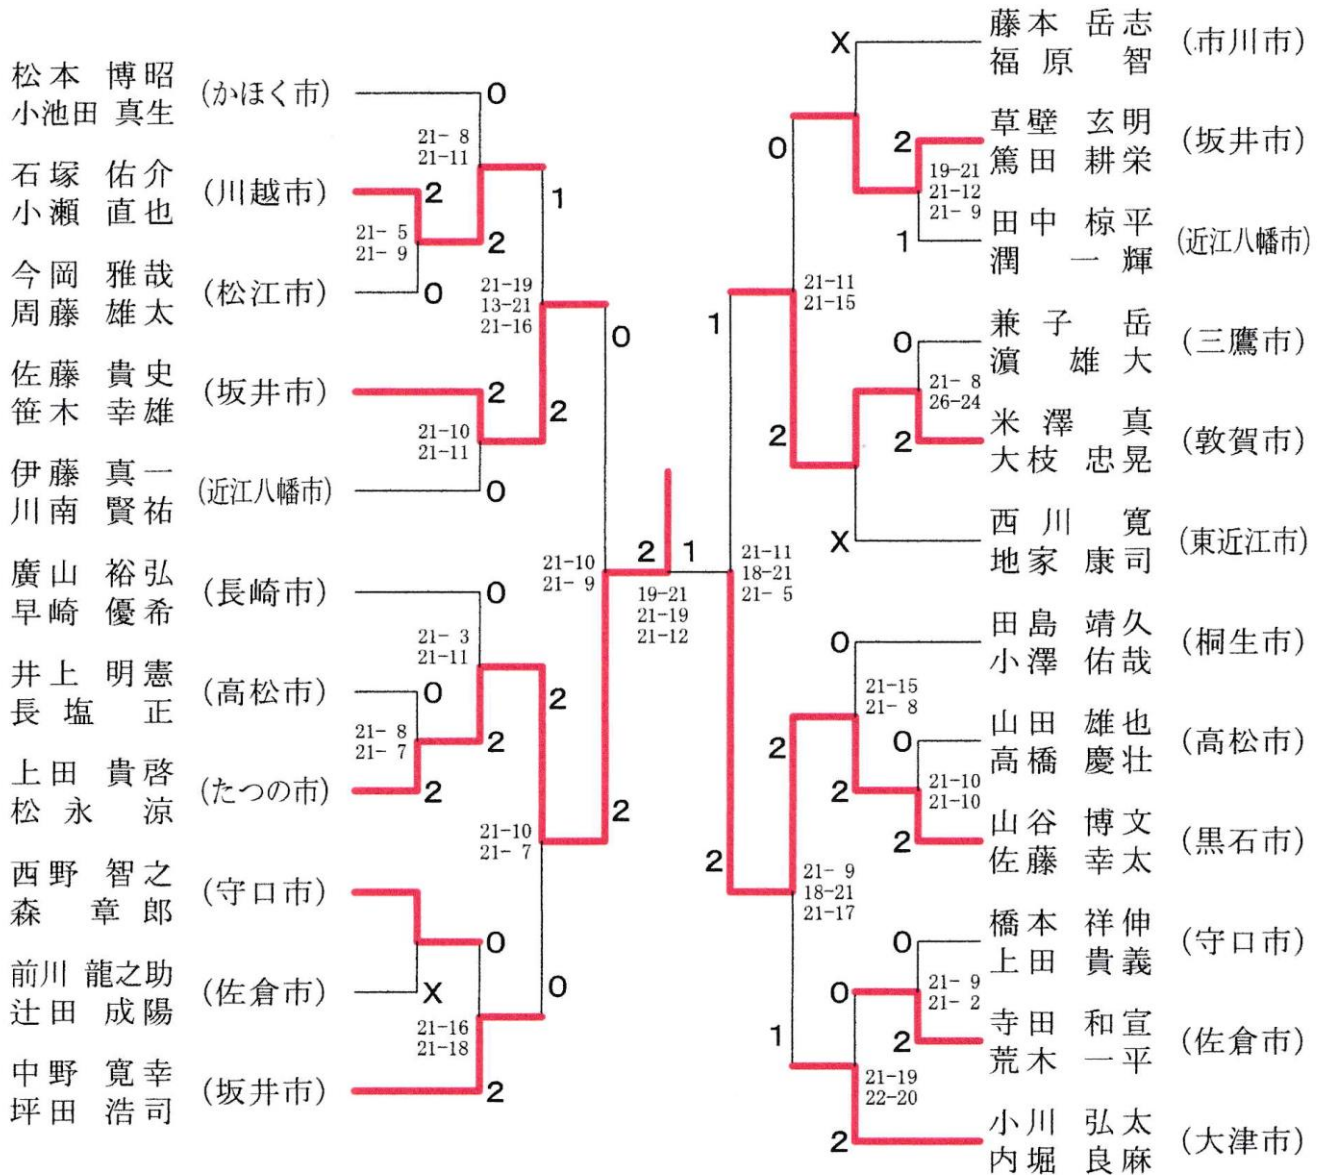 松本 博昭
小池田 真生
(かほく市)
0
21- 8
21-11
石塚 佑介
小瀬 直也
(川越市)
2
1
21- 5
21- 9
2
今岡 雅哉
周藤 雄太
(松江市)
0
21-19
13-21
21-16
0
佐藤 貴史
笹木 幸雄
(坂井市)
2
2
21-10
21-11
伊藤 真一
川南 賢祐
(近江八幡市)
0
21-10
21- 9
廣山 裕弘
早崎 優希
(長崎市)
0
21- 3
21-11
井上 明憲
長塩 正
(高松市)
0
2
21- 8
21- 7
2
上田 貴啓
松永 涼
(たつの市)
2
2
21-10
21- 7
西野 智之
森 章郎
(守口市)
0
前川 龍之助
辻田 成陽
(佐倉市)
X
0
21-16
21-18
中野 寛幸
坪田 浩司
(坂井市)
2
2
1
19-21
21-19
21-12
X
藤本 岳志
福原 智
(市川市)
0
2
草壁 玄明
篤田 耕栄
(坂井市)
19-21
21-12
21- 9
1
田中 椋平
潤 一輝
(近江八幡市)
21-11
21-15
1
0
兼子 岳
濵 雄大
(三鷹市)
21- 8
26-24
2
2
米澤 真
大枝 忠晃
(敦賀市)
X
西川 寛
地家 康司
(東近江市)
21-11
18-21
21- 5
0
田島 靖久
小澤 佑哉
(桐生市)
21-15
21- 8
2
0
山田 雄也
高橋 慶壮
(高松市)
21-10
21-10
2
2
山谷 博文
佐藤 幸太
(黒石市)
2
21- 9
18-21
21-17
0
橋本 祥伸
上田 貴義
(守口市)
21- 9
21- 2
0
1
2
寺田 和宣
荒木 一平
(佐倉市)
21-19
22-20
2
小川 弘太
内堀 良麻
(大津市)